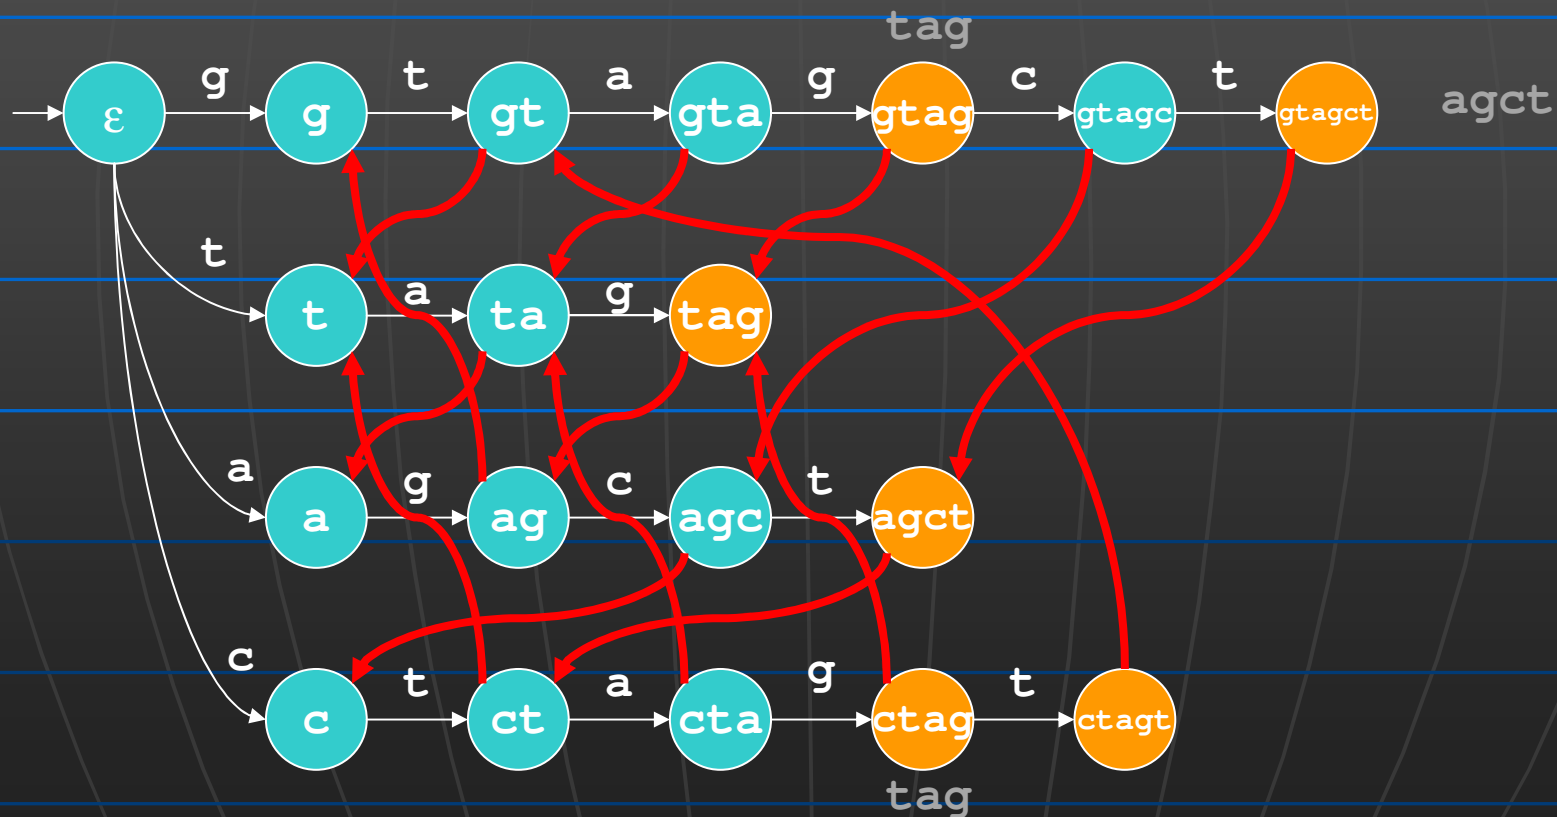 tag
g t a g c t
ε g gt gta gtag gtagc gtagct agct
t a g
t ta tag
a g c t
a ag agc agct
c t a g t
c ct cta ctag ctagt
tag